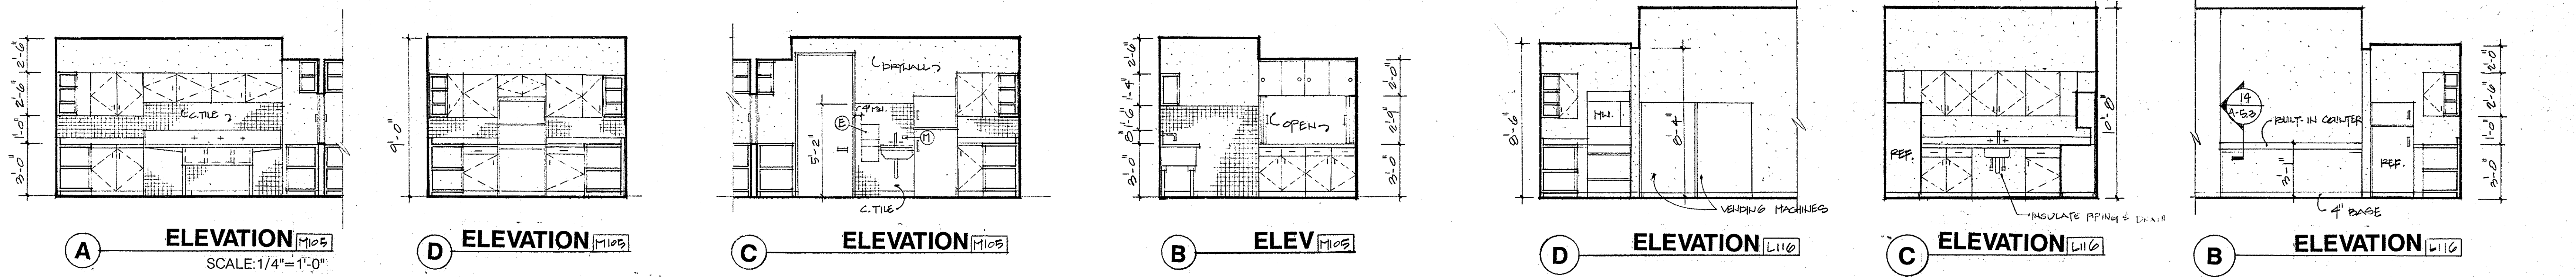 2'-6"
2'-6"
1'-0"
3'-0"
C.TILE
A
ELEVATION M105
SCALE:1/4"=1'-0"
9'-0"
D
ELEVATION M105
(DRYWALL)
4" MIN.
E
M
5'-2"
C. TILE
C
ELEVATION M105
2'-6"
1'-4"
1'-6"
8"
3'-0"
OPEN
2'-0"
2'-9"
3'-0"
B
ELEV M105
8'-6"
MW.
8'-4"
VENDING MACHINES
D
ELEVATION L116
REF.
10'-8"
INSULATE PIPING & DRAIN
C
ELEVATION L116
14
A-5.3
BUILT-IN COUNTER
3'-1"
REF.
4" BASE
2'-0"
2'-6"
1'-0"
3'-0"
B
ELEVATION L116